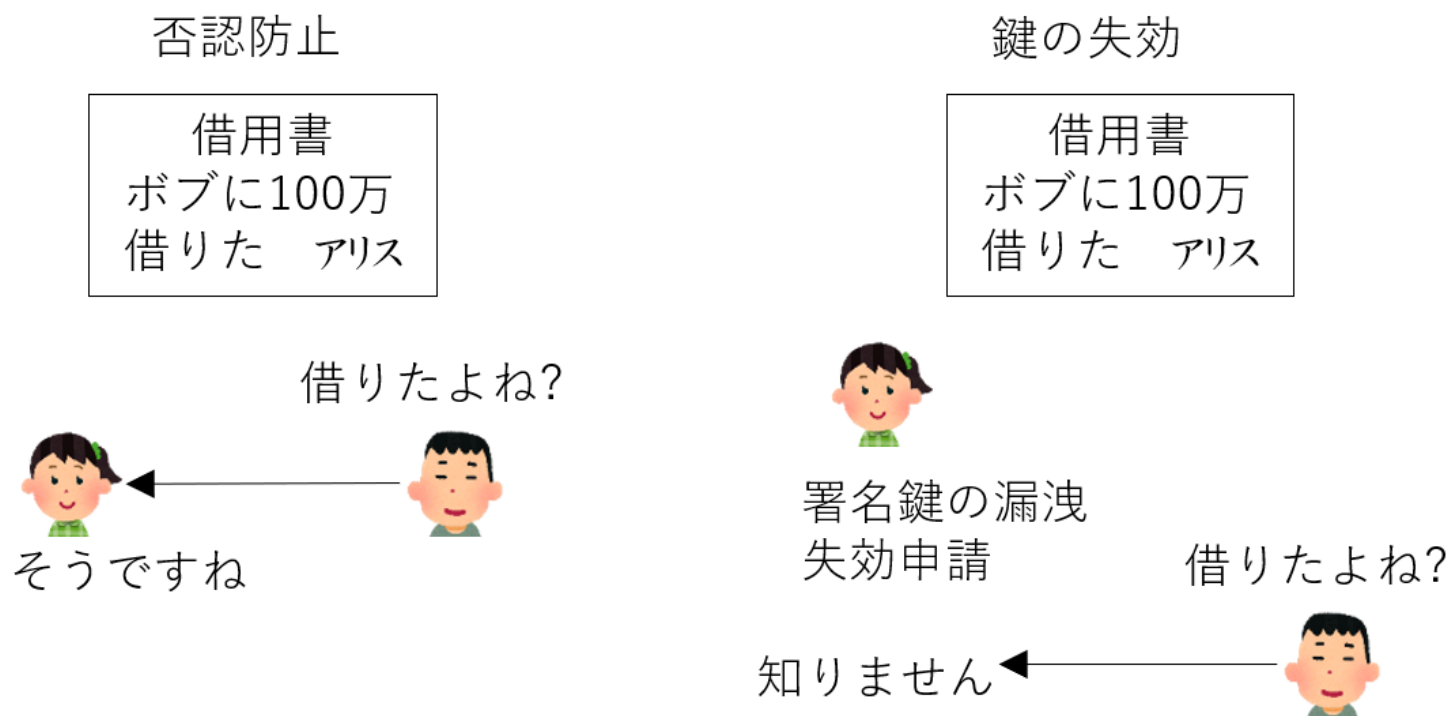 否認防止
借用書
ボブに100万
借りた　アリス
借りたよね?
そうですね
鍵の失効
借用書
ボブに100万
借りた　アリス
署名鍵の漏洩
失効申請
借りたよね?
知りません